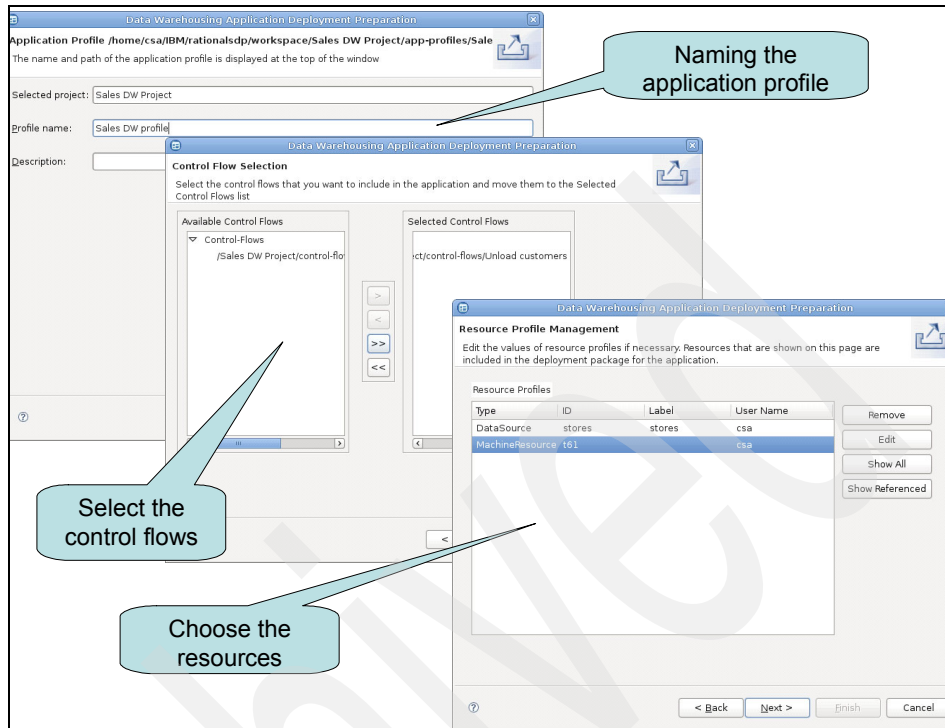 Data Warehousing Application Deployment Preparation
Application Profile /home/csa/IBM/rationalsdp/workspace/Sales DW Project/app-profiles/Sale
The name and path of the application profile is displayed at the top of the window
Naming the
application profile
Selected project: Sales DW Project
Profile name: Sales DW profile
Description:
Data Warehousing Application Deployment Preparation
Control Flow Selection
Select the control flows that you want to include in the application and move them to the Selected
Control Flows list
Available Control Flows
Selected Control Flows
Control-Flows
/Sales DW Project/control-flo
ect/control-flows/Unload customers
>
<
>>
<<
Data Warehousing Application Deployment Preparation
Resource Profile Management
Edit the values of resource profiles if necessary. Resources that are shown on this page are
included in the deployment package for the application.
Resource Profiles
Type ID Label User Name
DataSource stores stores csa
MachineResource t61 csa
Remove
Edit
Show All
Show Referenced
Select the
control flows
<
Choose the
resources
< Back Next > Finish Cancel